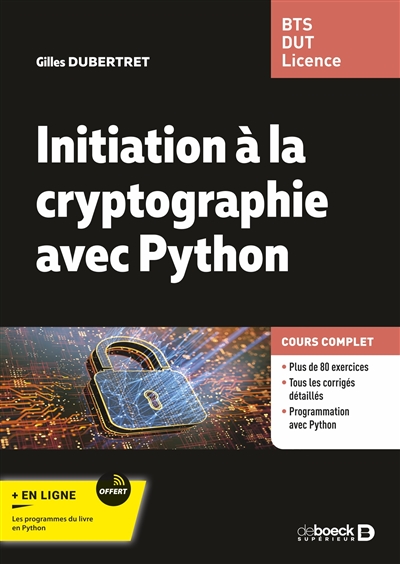 BTS
DUT
Licence
Gilles DUBERTRET
Initiation à la
cryptographie
avec Python
COURS COMPLET
• Plus de 80 exercices
• Tous les corrigés
détaillés
• Programmation
avec Python
+ EN LIGNE
OFFERT
Les programmes du livre
en Python
deboeck
SUPÉRIEUR